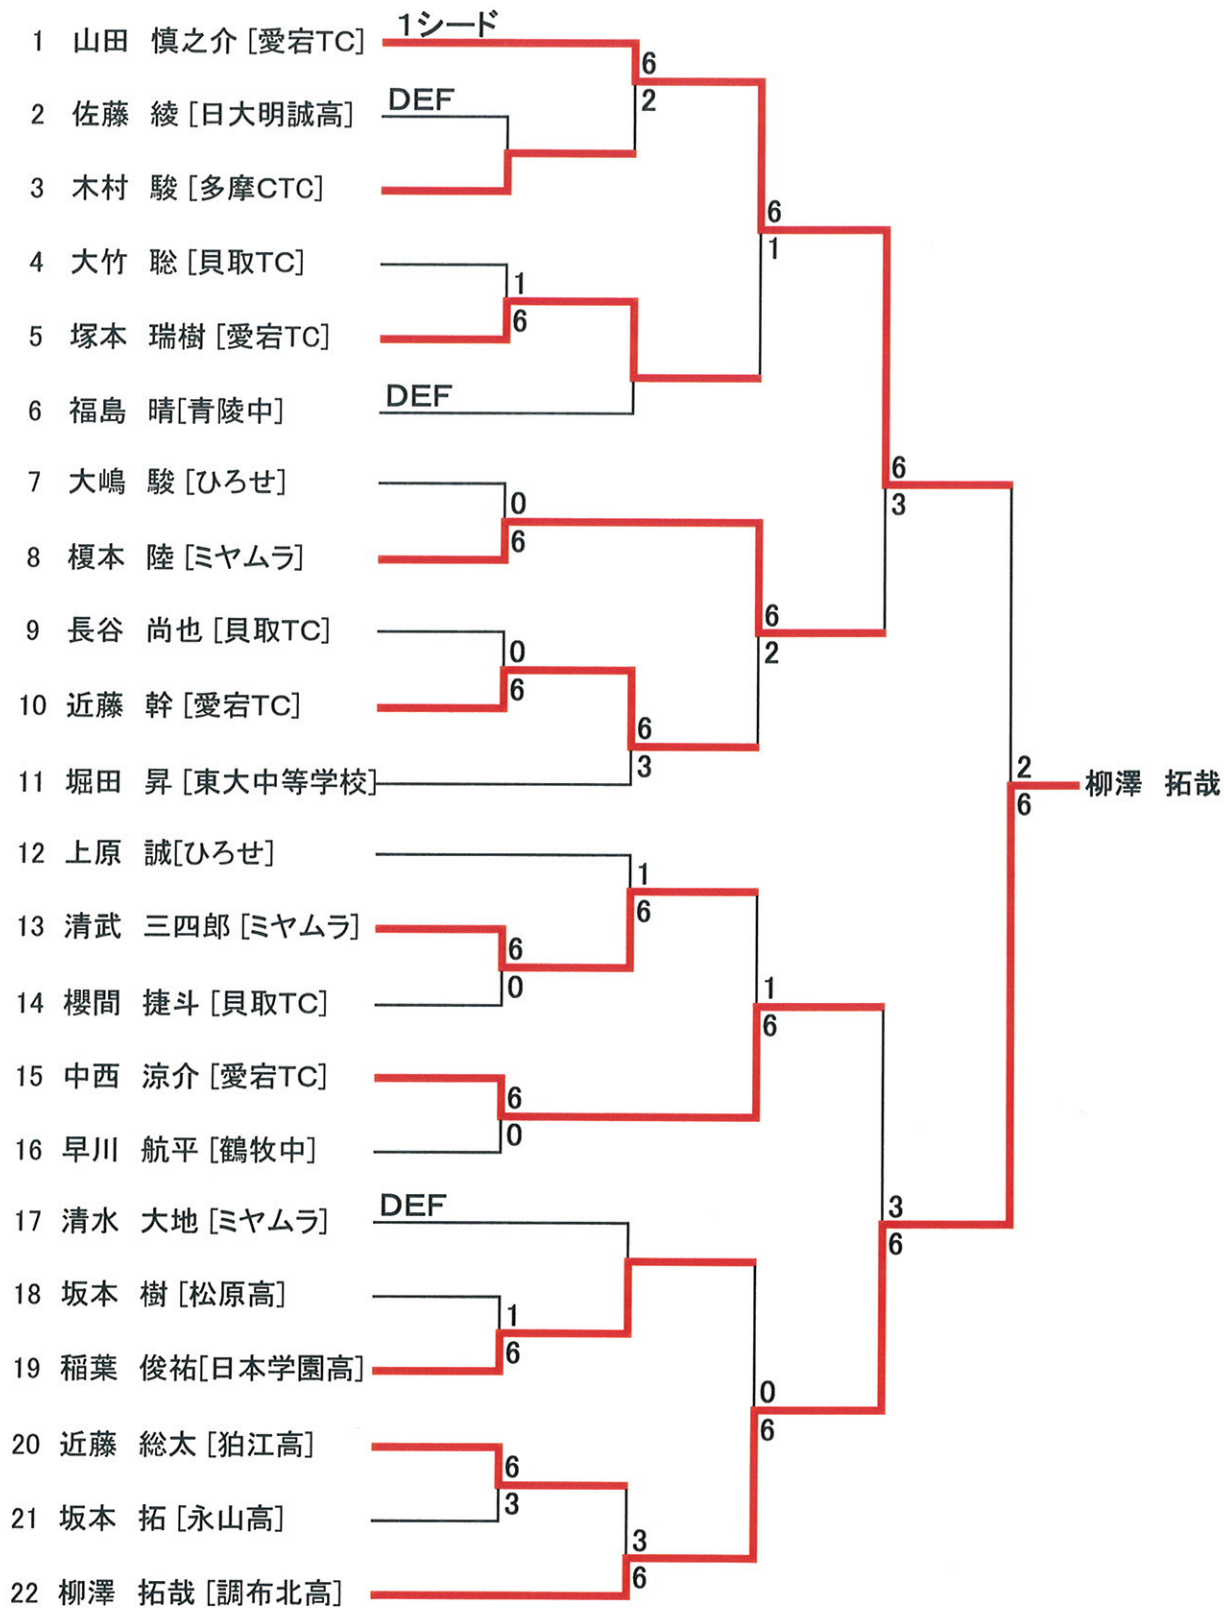 1シード
1 山田 慎之介 [愛宕TC]
6
DEF
2
2 佐藤 綾 [日大明誠高]
3 木村 駿 [多摩CTC]
6
1
4 大竹 聡 [貝取TC]
1
6
5 塚本 瑞樹 [愛宕TC]
DEF
6 福島 晴[青陵中]
6
3
7 大嶋 駿 [ひろせ]
0
6
8 榎本 陸 [ミヤムラ]
6
2
9 長谷 尚也 [貝取TC]
0
6
10 近藤 幹 [愛宕TC]
6
3
11 堀田 昇 [東大中等学校]
2
6
柳澤 拓哉
12 上原 誠[ひろせ]
1
6
13 清武 三四郎 [ミヤムラ]
6
0
14 櫻間 捷斗 [貝取TC]
1
6
15 中西 涼介 [愛宕TC]
6
0
16 早川 航平 [鶴牧中]
DEF
17 清水 大地 [ミヤムラ]
3
6
18 坂本 樹 [松原高]
1
6
19 稲葉 俊祐[日本学園高]
0
6
20 近藤 総太 [狛江高]
6
3
21 坂本 拓 [永山高]
3
6
22 柳澤 拓哉 [調布北高]